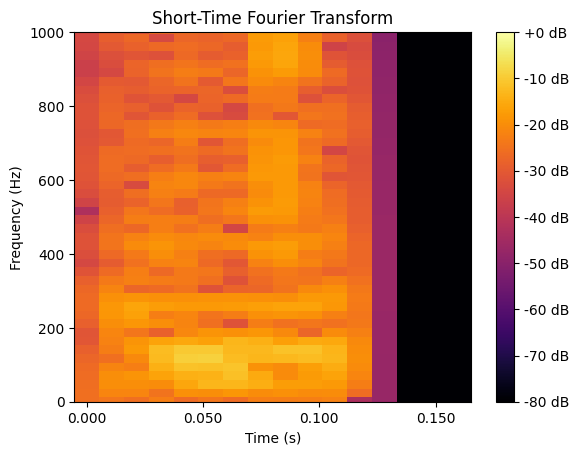 Short-Time Fourier Transform
Frequency (Hz)
1000
800
600
400
200
0
0.000 0.050 0.100 0.150
Time (s)
+0 dB
-10 dB
-20 dB
-30 dB
-40 dB
-50 dB
-60 dB
-70 dB
-80 dB